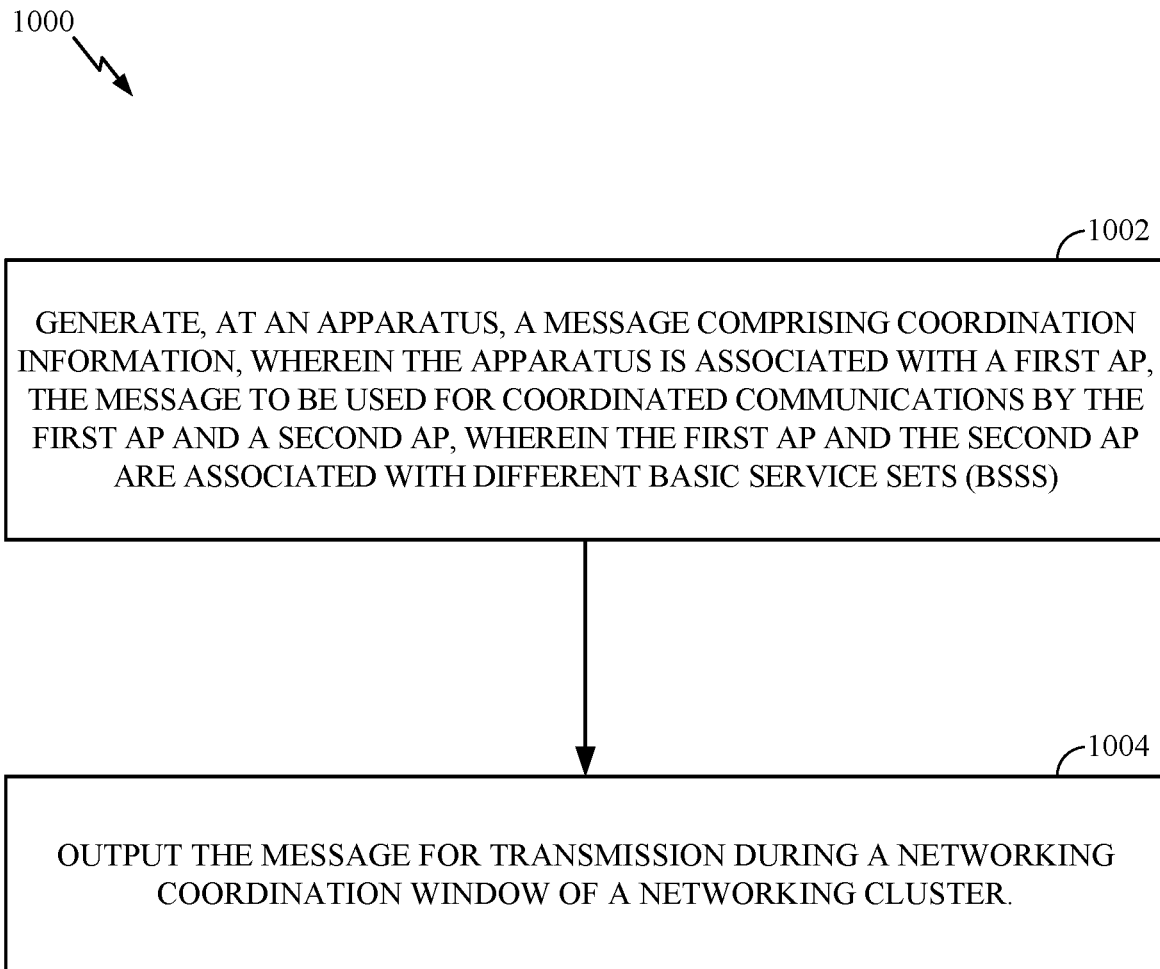 1000
1002
GENERATE, AT AN APPARATUS, A MESSAGE COMPRISING COORDINATION
INFORMATION, WHEREIN THE APPARATUS IS ASSOCIATED WITH A FIRST AP,
THE MESSAGE TO BE USED FOR COORDINATED COMMUNICATIONS BY THE
FIRST AP AND A SECOND AP, WHEREIN THE FIRST AP AND THE SECOND AP
ARE ASSOCIATED WITH DIFFERENT BASIC SERVICE SETS (BSSS)
1004
OUTPUT THE MESSAGE FOR TRANSMISSION DURING A NETWORKING
COORDINATION WINDOW OF A NETWORKING CLUSTER.